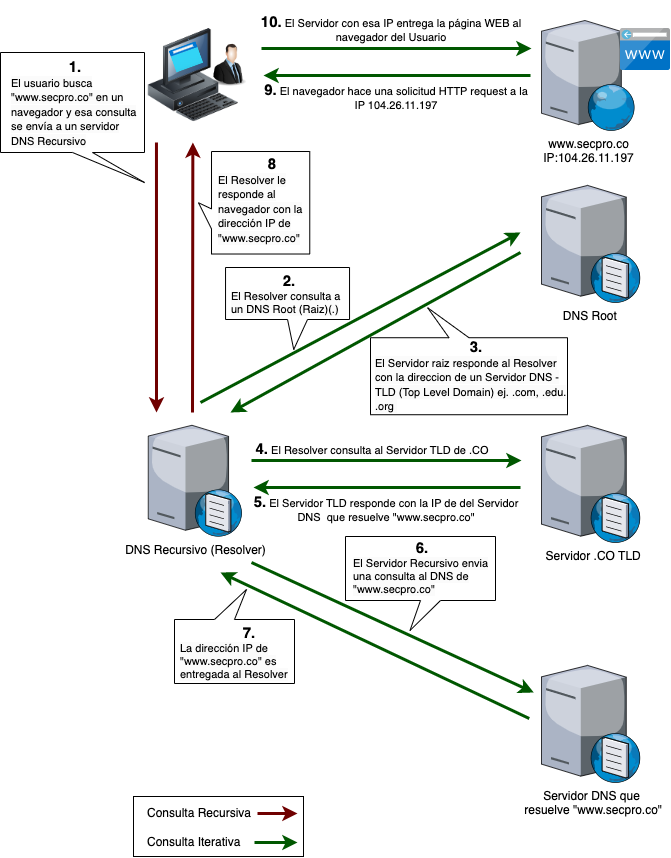 10. El Servidor con esa IP entrega la página WEB al
navegador del Usuario
WWW
1.
El usuario busca
"www.secpro.co" en un
navegador y esa consulta
se envía a un servidor
DNS Recursivo
9. El navegador hace una solicitud HTTP request a la
IP 104.26.11.197
www.secpro.co
IP:104.26.11.197
8
El Resolver le
responde al
navegador con la
dirección IP de
"www.secpro.co"
2.
El Resolver consulta a
un DNS Root (Raiz)(.)
DNS Root
3.
El Servidor raiz responde al Resolver
con la direccion de un Servidor DNS -
TLD (Top Level Domain) ej. .com, .edu.
.org
4. El Resolver consulta al Servidor TLD de .CO
5. El Servidor TLD responde con la IP de del Servidor
DNS que resuelve "www.secpro.co"
DNS Recursivo (Resolver)
Servidor .CO TLD
6.
El Servidor Recursivo envia
una consulta al DNS de
"www.secpro.co"
7.
La dirección IP de
"www.secpro.co" es
entregada al Resolver
Servidor DNS que
resuelve "www.secpro.co"
Consulta Recursiva
Consulta Iterativa